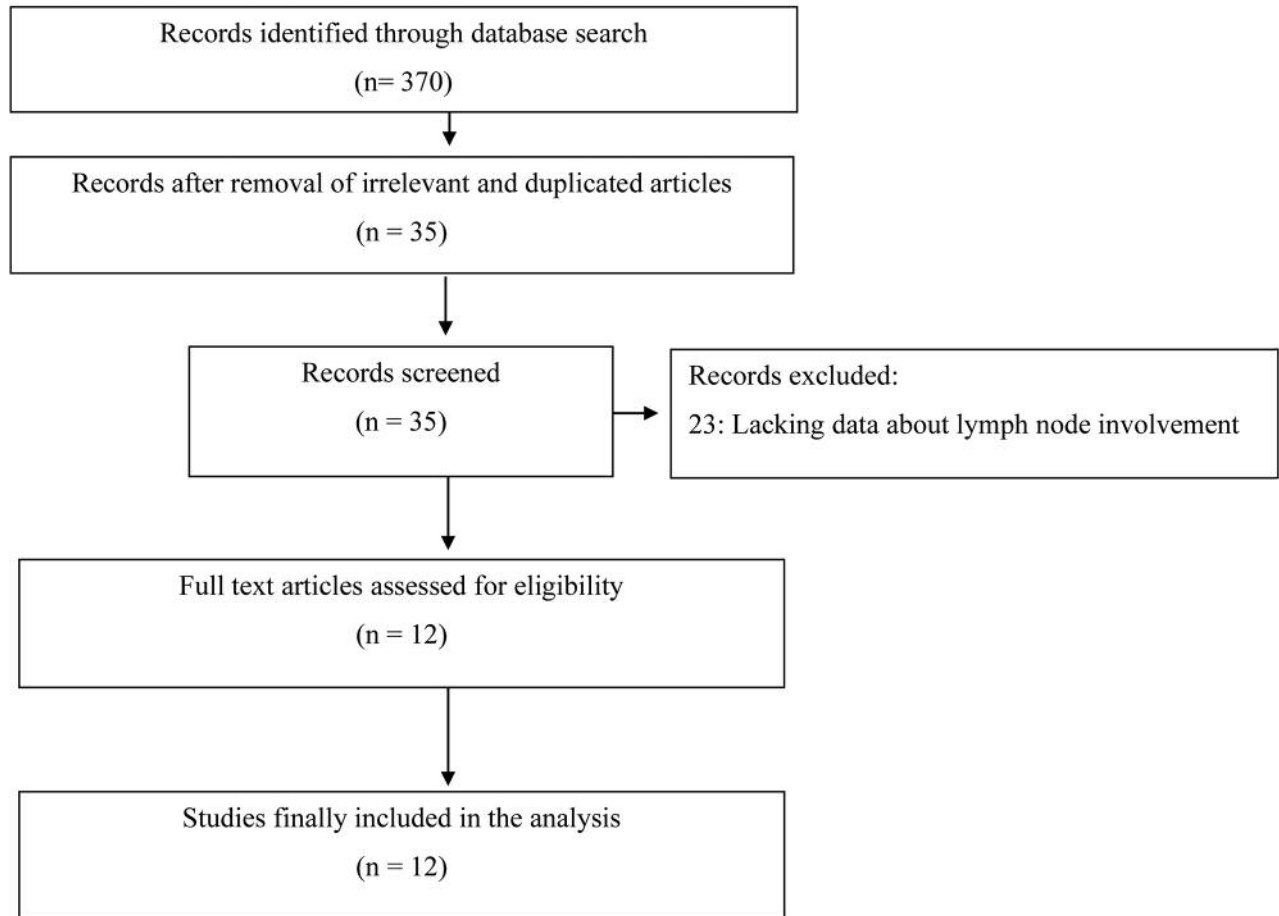 Records identified through database search
(n= 370)
Records after removal of irrelevant and duplicated articles
(n = 35)
Records screened
(n = 35)
Records excluded:
23: Lacking data about lymph node involvement
Full text articles assessed for eligibility
(n = 12)
Studies finally included in the analysis
(n = 12)